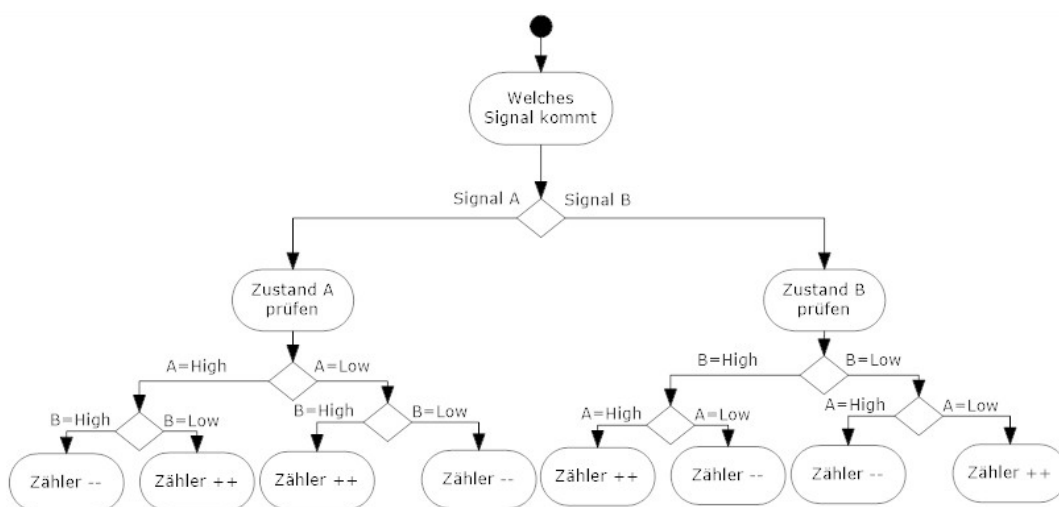 Welches
Signal kommt
Signal A
Signal B
Zustand A
prüfen
Zustand B
prüfen
A=High
A=Low
B=High
B=Low
B=High
B=Low
B=High
B=Low
A=High
A=Low
A=High
A=Low
Zähler --
Zähler ++
Zähler ++
Zähler --
Zähler ++
Zähler --
Zähler --
Zähler ++